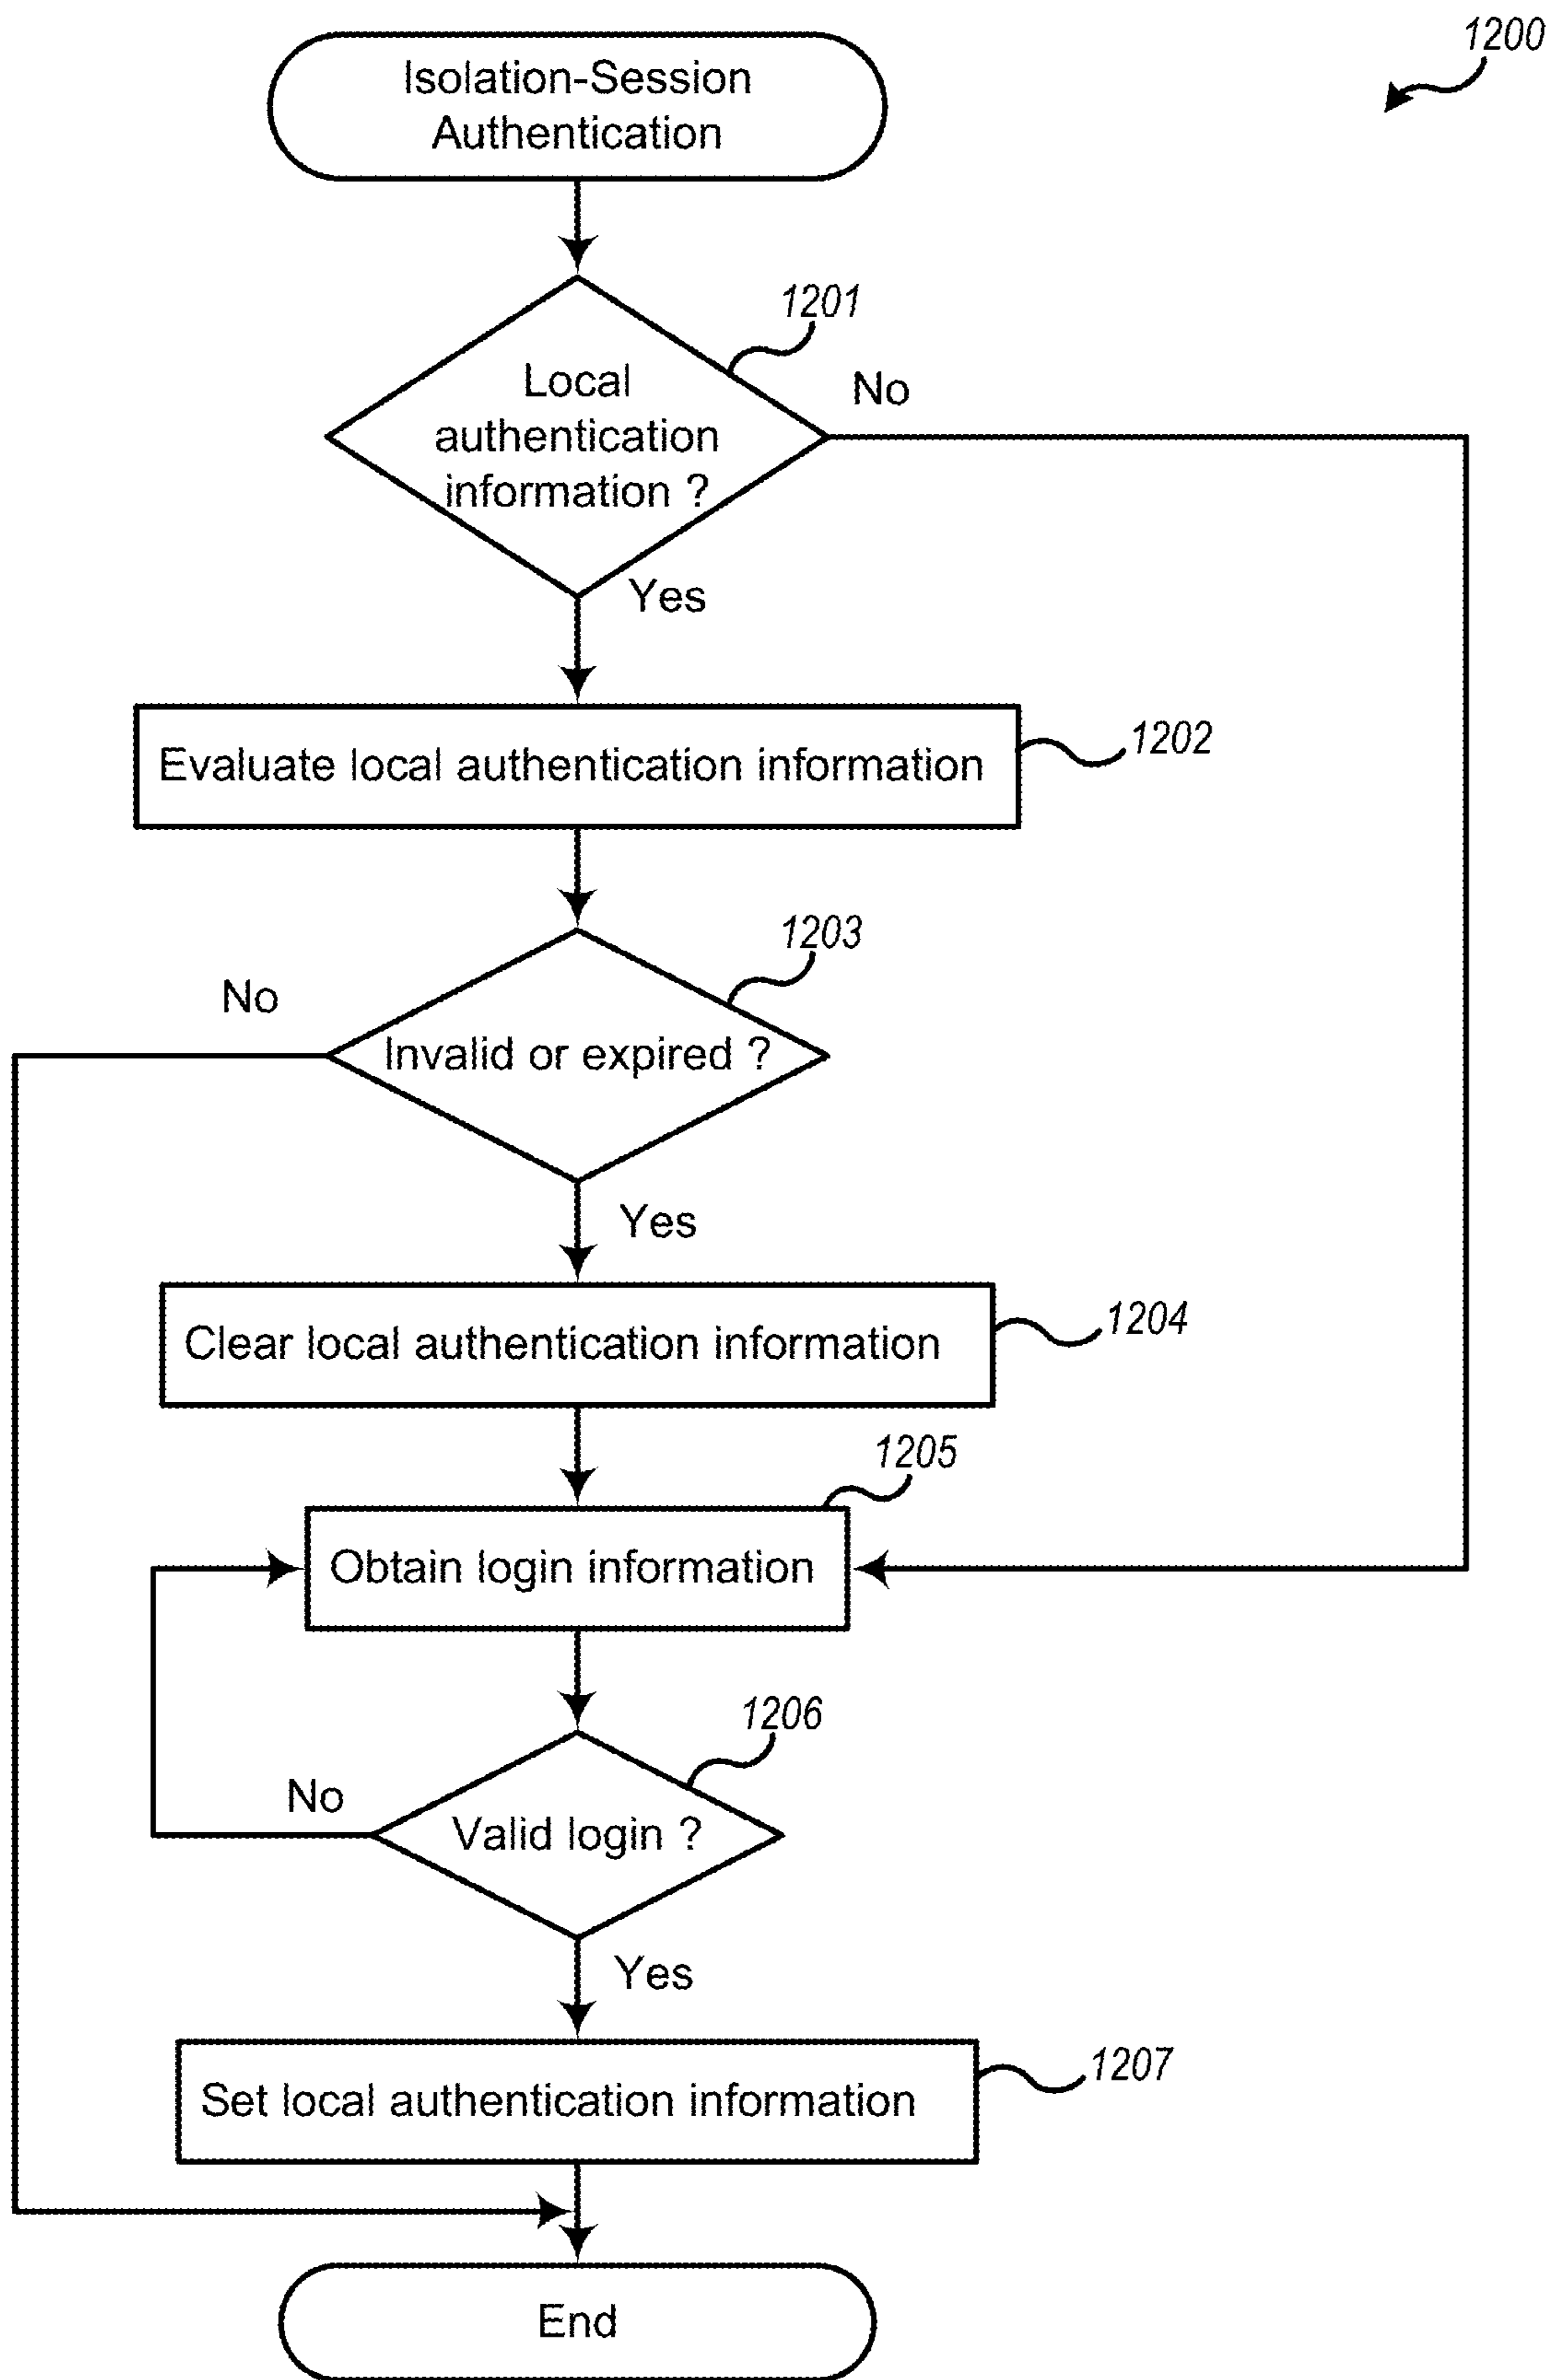 1200
Isolation-Session
Authentication
1201
Local
authentication
information ?
No
Yes
Evaluate local authentication information
1202
1203
No
Invalid or expired ?
Yes
Clear local authentication information
1204
1205
Obtain login information
1206
No
Valid login ?
Yes
Set local authentication information
1207
End